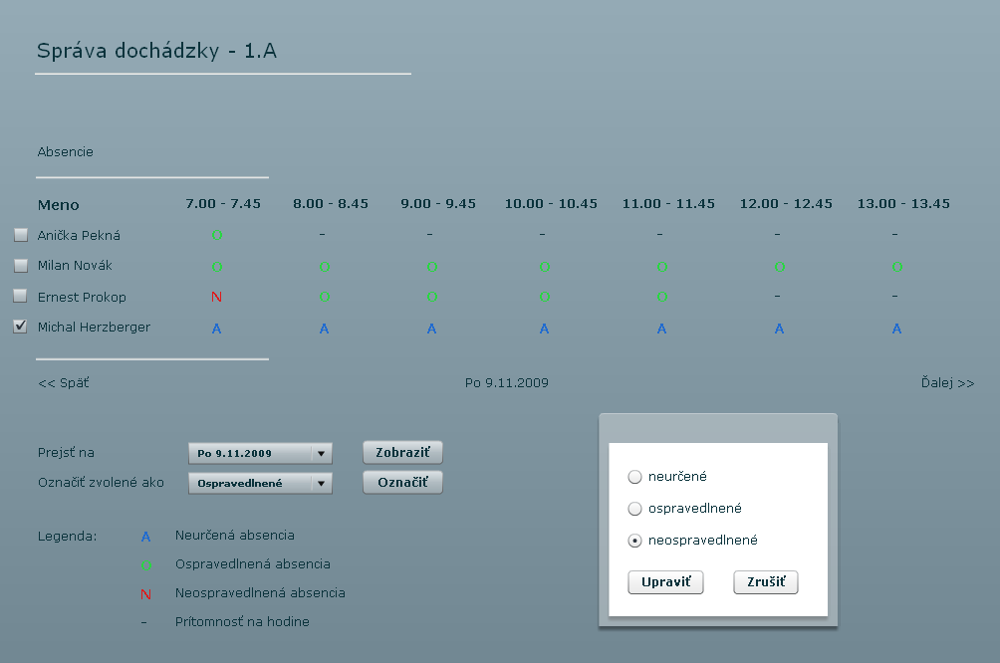 Správa dochádzky - 1.A
Absencie
Meno 7.00 - 7.45 8.00 - 8.45 9.00 - 9.45 10.00 - 10.45 11.00 - 11.45 12.00 - 12.45 13.00 - 13.45
Anička Pekná O - - - - - -
Milan Novák O O O O O O O
Ernest Prokop N O O O O - -
Michal Herzberger A A A A A A A
<< Späť Po 9.11.2009 Ďalej >>
Prejsť na Po 9.11.2009 Zobraziť
Označiť zvolené ako Ospravedlnené Označiť
Legenda: A Neurčená absencia
O Ospravedlnená absencia
N Neospravedlnená absencia
- Prítomnosť na hodine
neurčené
ospravedlnené
neospravedlnené
Upraviť Zrušiť